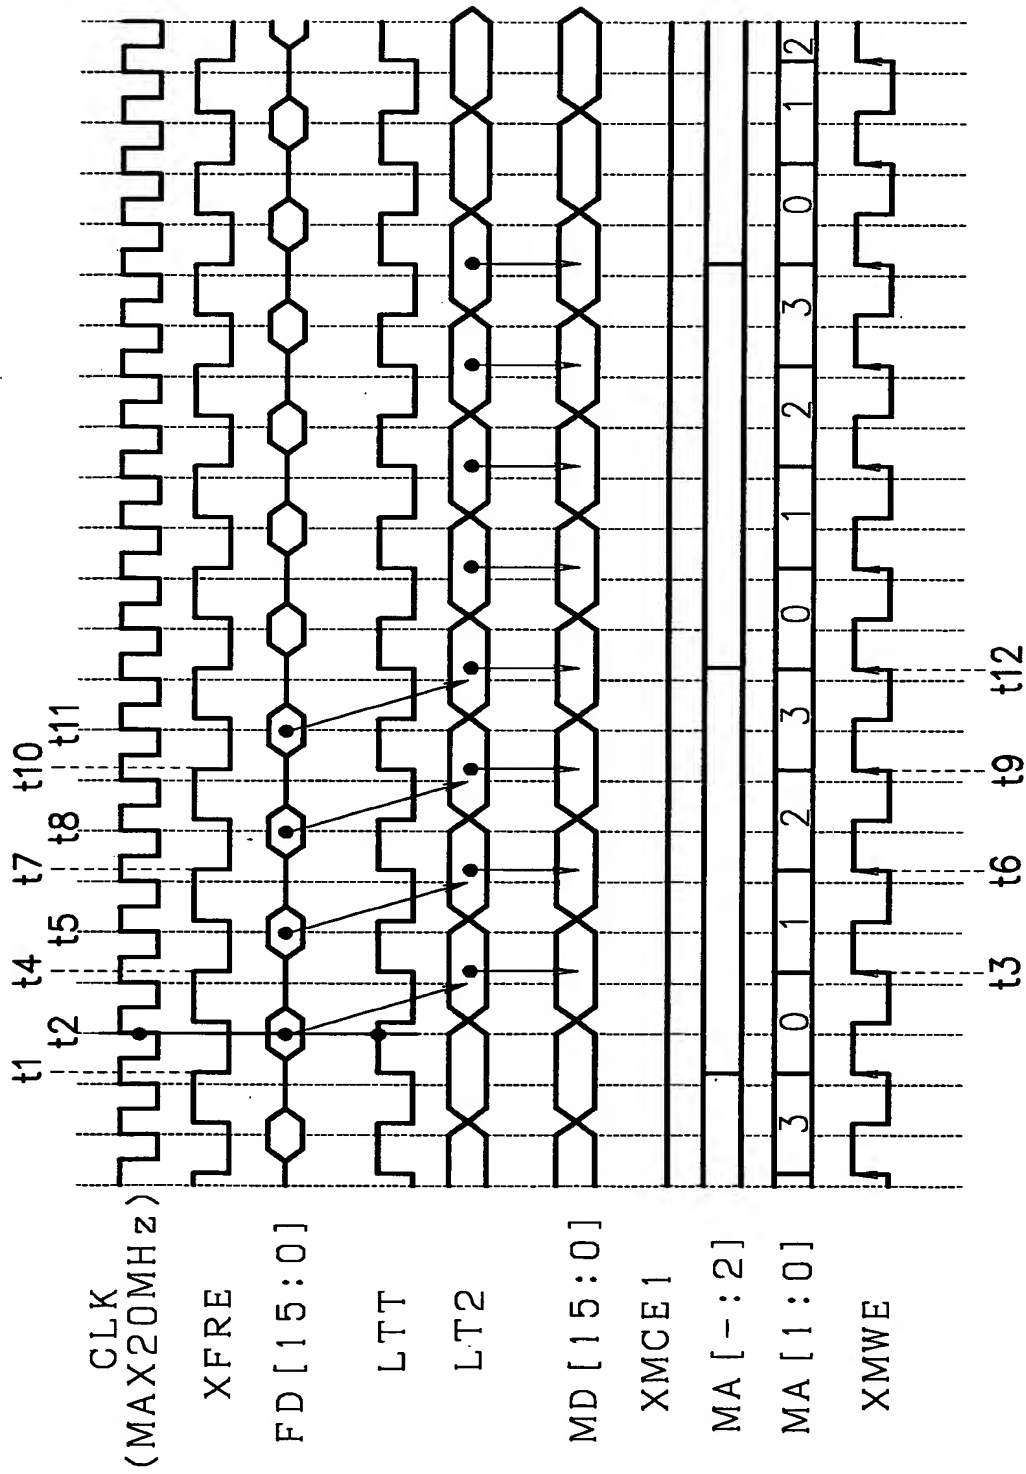 t1 t4 t7 t10
t2 t5 t8 t11
CLK
(MAX20MHz)
XFRE
FD[15:0]
LTT
LT2
MD[15:0]
XMCE1
MA[-:2]
MA[1:0] 3 0 1 2 3 0 1 2 3 0 1 2
XMWE
t3 t6 t9 t12